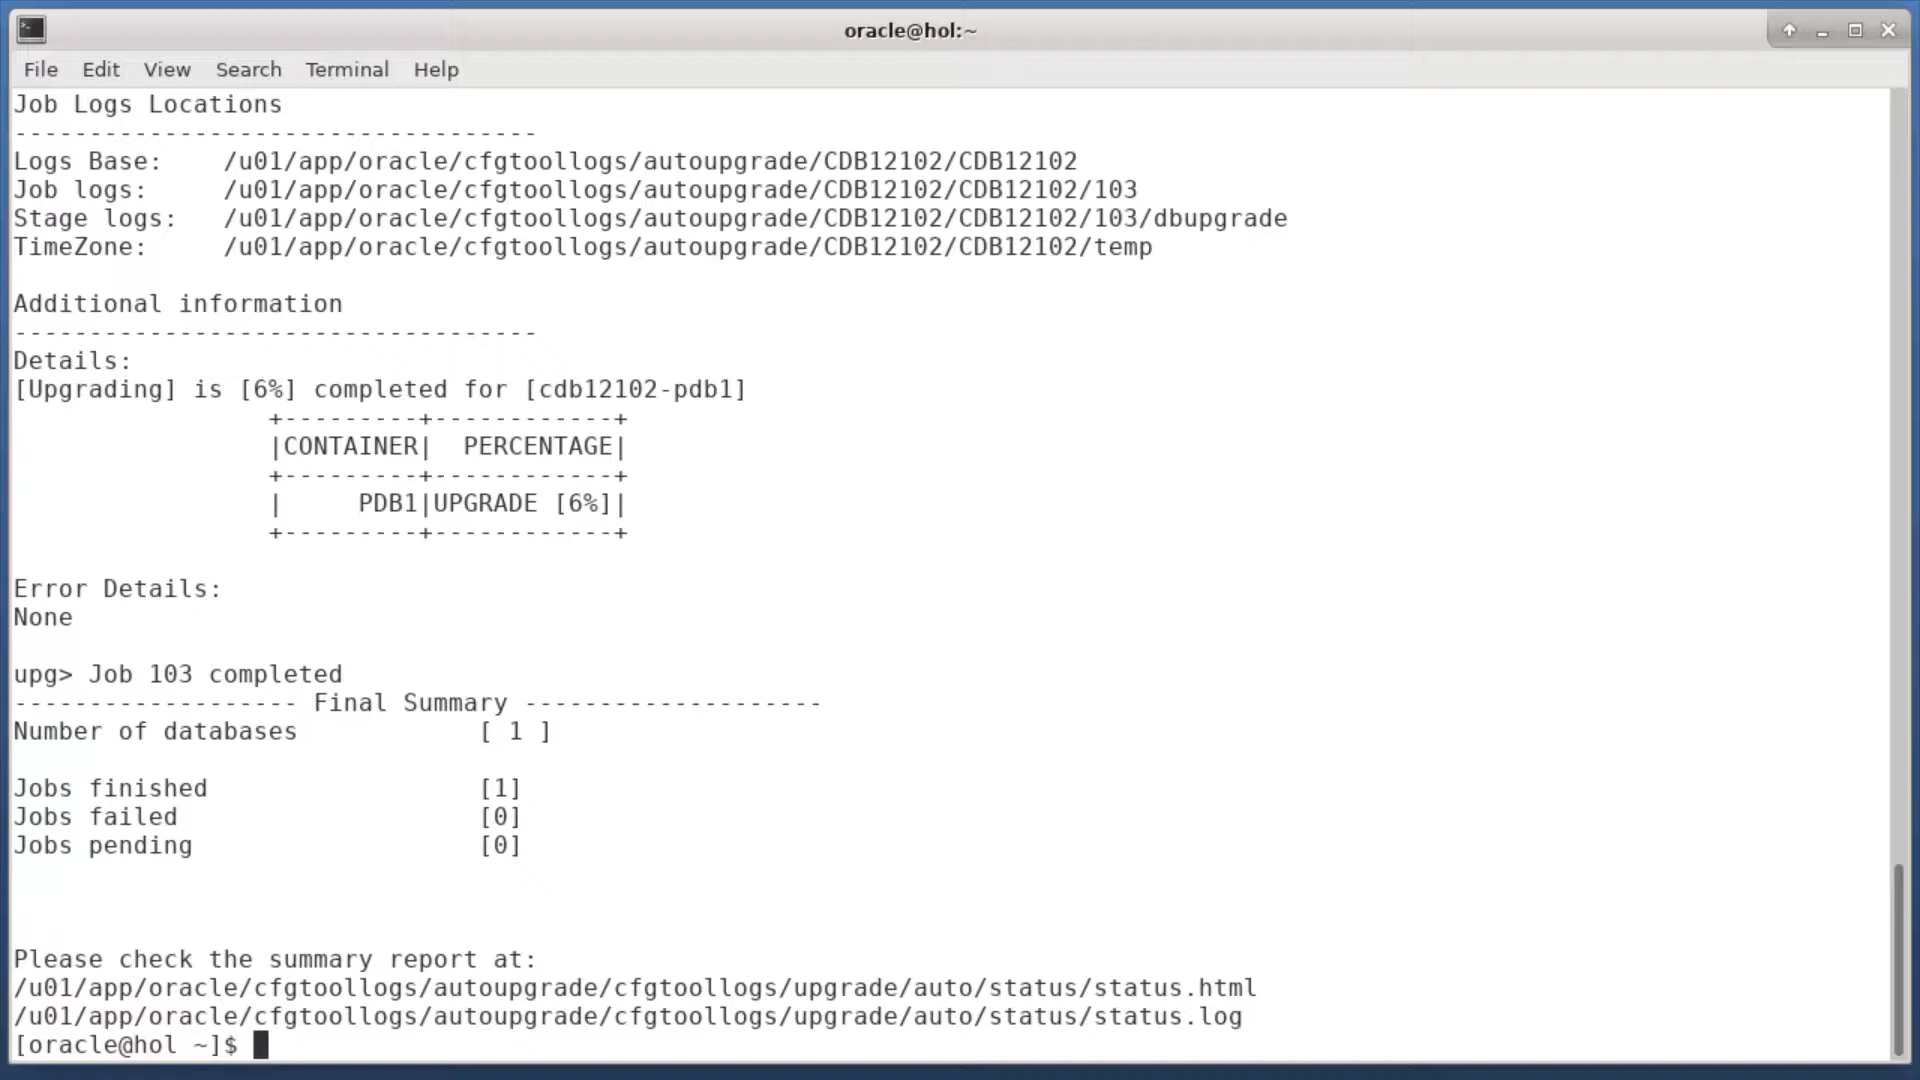 oracle@hol:~
File Edit View Search Terminal Help
Job Logs Locations
-----------------------------------
Logs Base:    /u01/app/oracle/cfgtoollogs/autoupgrade/CDB12102/CDB12102
Job logs:     /u01/app/oracle/cfgtoollogs/autoupgrade/CDB12102/CDB12102/103
Stage logs:   /u01/app/oracle/cfgtoollogs/autoupgrade/CDB12102/CDB12102/103/dbupgrade
TimeZone:     /u01/app/oracle/cfgtoollogs/autoupgrade/CDB12102/CDB12102/temp
Additional information
-----------------------------------
Details:
[Upgrading] is [6%] completed for [cdb12102-pdb1]
                 +---------+------------+
                 |CONTAINER|  PERCENTAGE|
                 +---------+------------+
                 |     PDB1|UPGRADE [6%]|
                 +---------+------------+
Error Details:
None
upg> Job 103 completed
------------------- Final Summary --------------------
Number of databases            [ 1 ]
Jobs finished                  [1]
Jobs failed                    [0]
Jobs pending                   [0]
Please check the summary report at:
/u01/app/oracle/cfgtoollogs/autoupgrade/cfgtoollogs/upgrade/auto/status/status.html
/u01/app/oracle/cfgtoollogs/autoupgrade/cfgtoollogs/upgrade/auto/status/status.log
[oracle@hol ~]$